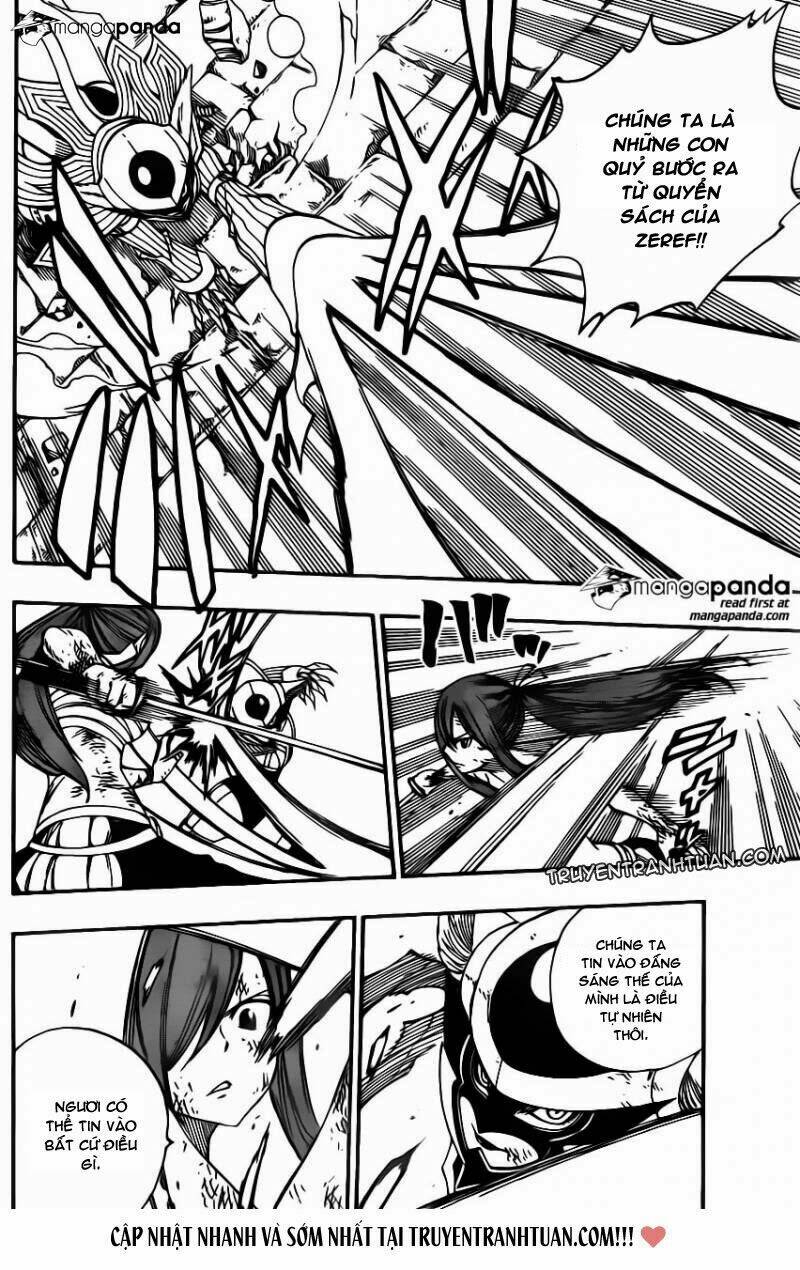 mangapanda
CHÚNG TA LÀ
NHỮNG CON
QUỶ BƯỚC RA
TỪ QUYỂN
SÁCH CỦA
ZEREF!!
mangapanda
read first at
mangapanda.com
TRUYENTRANHTUAN.COM
CHÚNG TA
TIN VÀO ĐẤNG
SÁNG THẾ CỦA
MÌNH LÀ ĐIỀU
TỰ NHIÊN
THÔI.
NGƯƠI CÓ
THỂ TIN VÀO
BẤT CỨ ĐIỀU
GÌ.
CẬP NHẬT NHANH VÀ SỚM NHẤT TẠI TRUYENTRANHTUAN.COM!!!